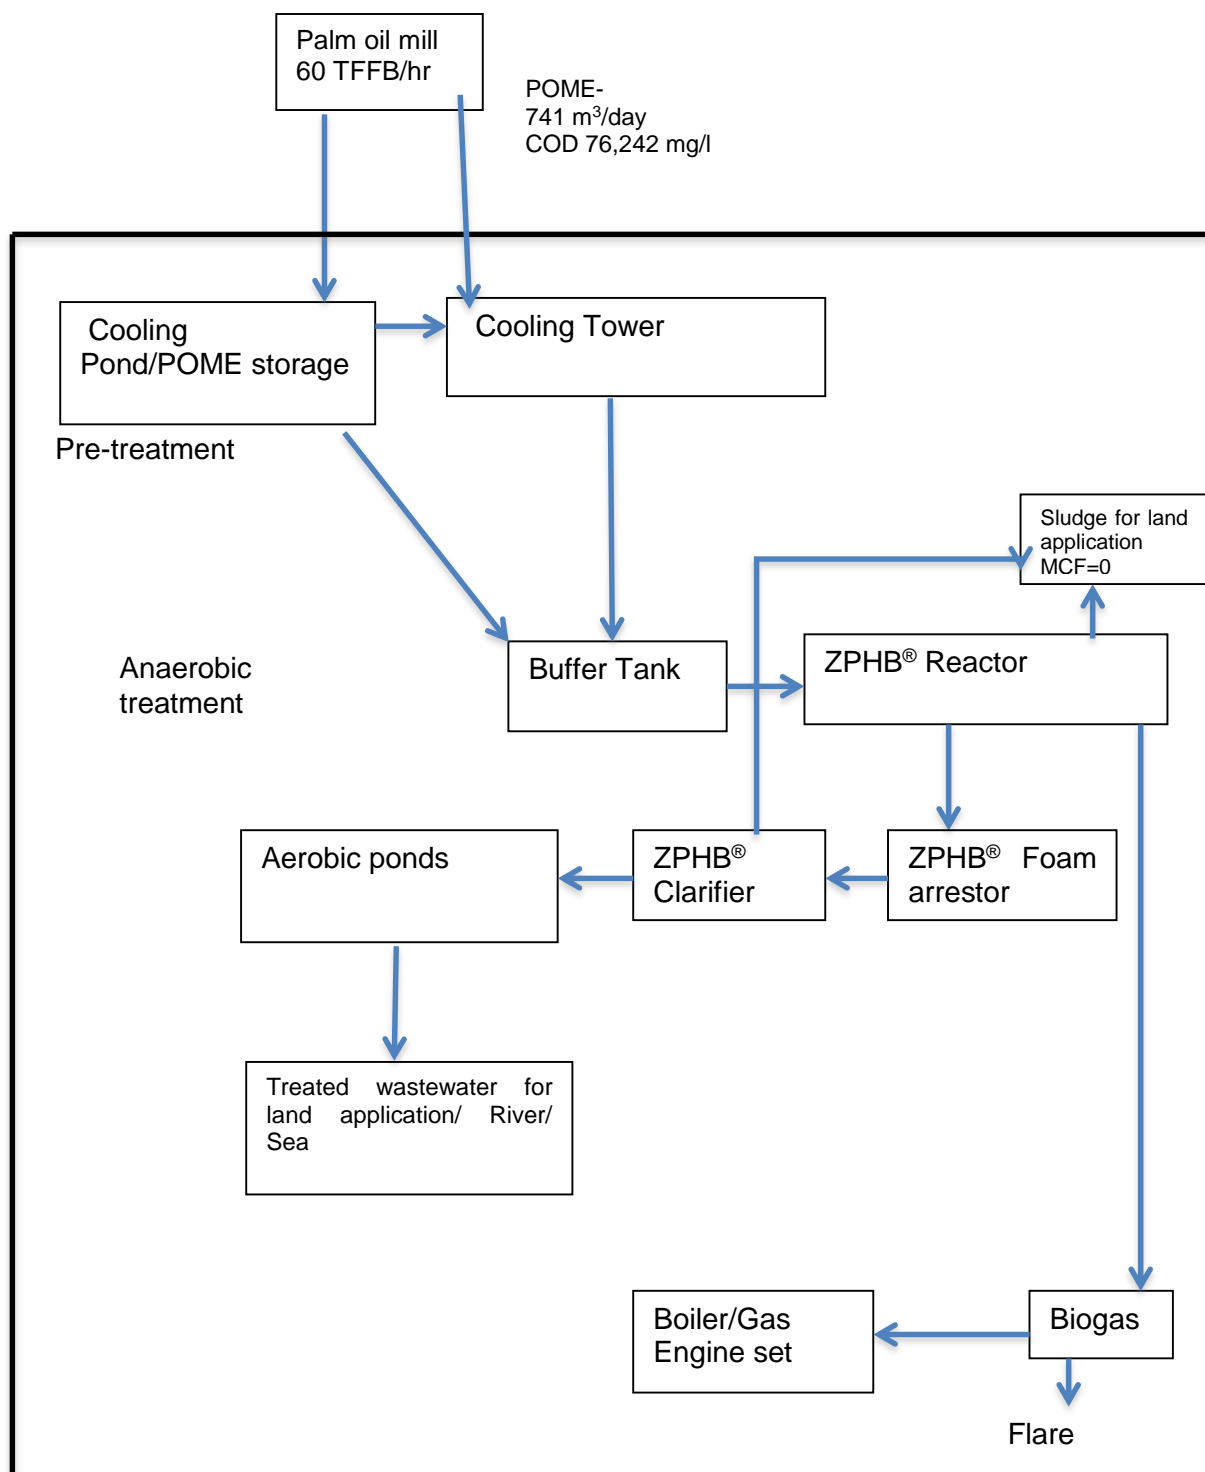 Palm oil mill
60 TFFB/hr
POME-
741 m³/day
COD 76,242 mg/l
Cooling
Pond/POME storage
Cooling Tower
Pre-treatment
Sludge for land
application
MCF=0
Anaerobic
treatment
Buffer Tank
ZPHB® Reactor
Aerobic ponds
ZPHB®
Clarifier
ZPHB® Foam
arrestor
Treated wastewater for
land application/ River/
Sea
Boiler/Gas
Engine set
Biogas
Flare